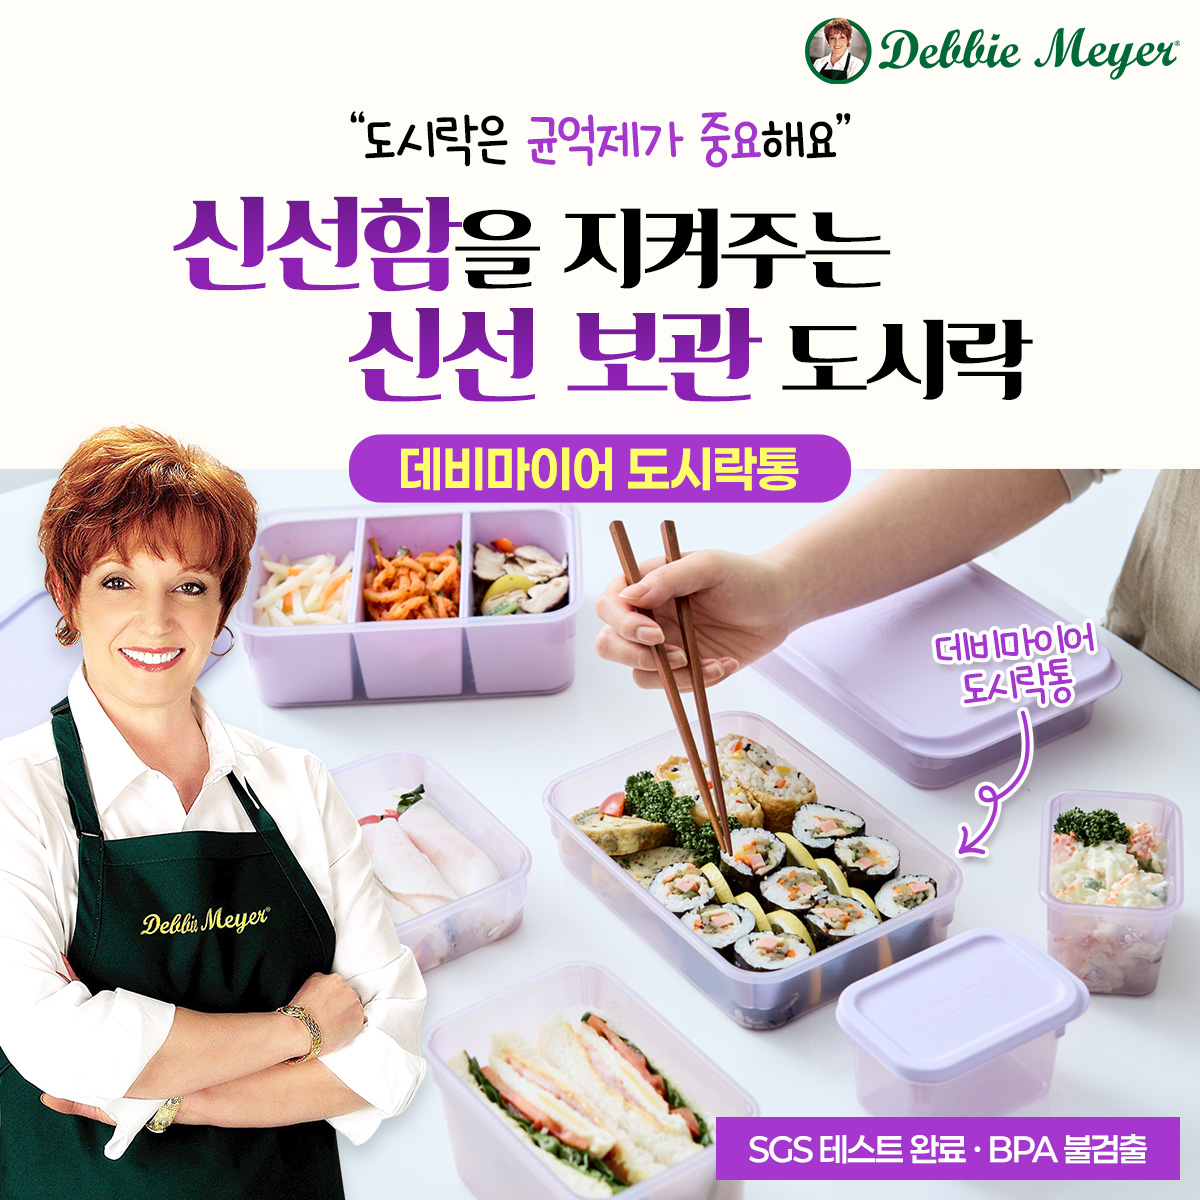 Debbie Meyer®
“도시락은 균억제가 중요해요”
신선함을 지켜주는
신선 보관 도시락
데비마이어 도시락통
데비마이어
도시락통
Debbie Meyer®
SGS 테스트 완료 · BPA 불검출